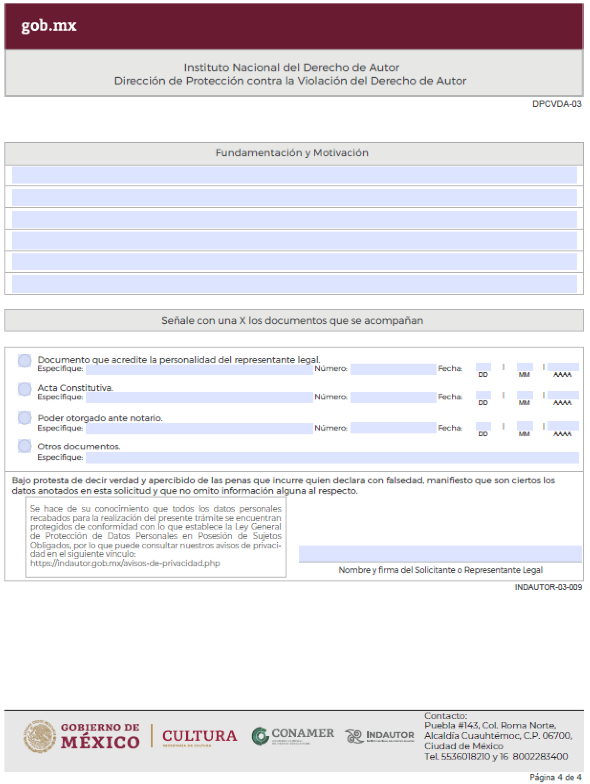 gob.mx
Instituto Nacional del Derecho de Autor
Dirección de Protección contra la Violación del Derecho de Autor
DPCVDA-03
Fundamentación y Motivación
Señale con una X los documentos que se acompañan
Documento que acredite la personalidad del representante legal.
Especifique: Número: Fecha: / /
DD MM AAAA
Acta Constitutiva.
Especifique: Número: Fecha: / /
DD MM AAAA
Poder otorgado ante notario.
Especifique: Número: Fecha: / /
DD MM AAAA
Otros documentos.
Especifique:
Bajo protesta de decir verdad y apercibido de las penas que incurre quien declara con falsedad, manifiesto que son ciertos los
datos anotados en esta solicitud y que no omito información alguna al respecto.
Se hace de su conocimiento que todos los datos personales
recabados para la realización del presente trámite se encuentran
protegidos de conformidad con lo que establece la Ley General
de Protección de Datos Personales en Posesión de Sujetos
Obligados, por lo que puede consultar nuestros avisos de privaci-
dad en el siguiente vínculo:
https://indautor.gob.mx/avisos-de-privacidad.php
Nombre y firma del Solicitante o Representante Legal
INDAUTOR-03-009
GOBIERNO DE
MÉXICO
CULTURA
SECRETARÍA DE CULTURA
CONAMER
INDAUTOR
Contacto:
Puebla #143, Col. Roma Norte,
Alcaldía Cuauhtémoc, C.P. 06700,
Ciudad de México
Tel. 5536018210 y 16 8002283400
Página 4 de 4